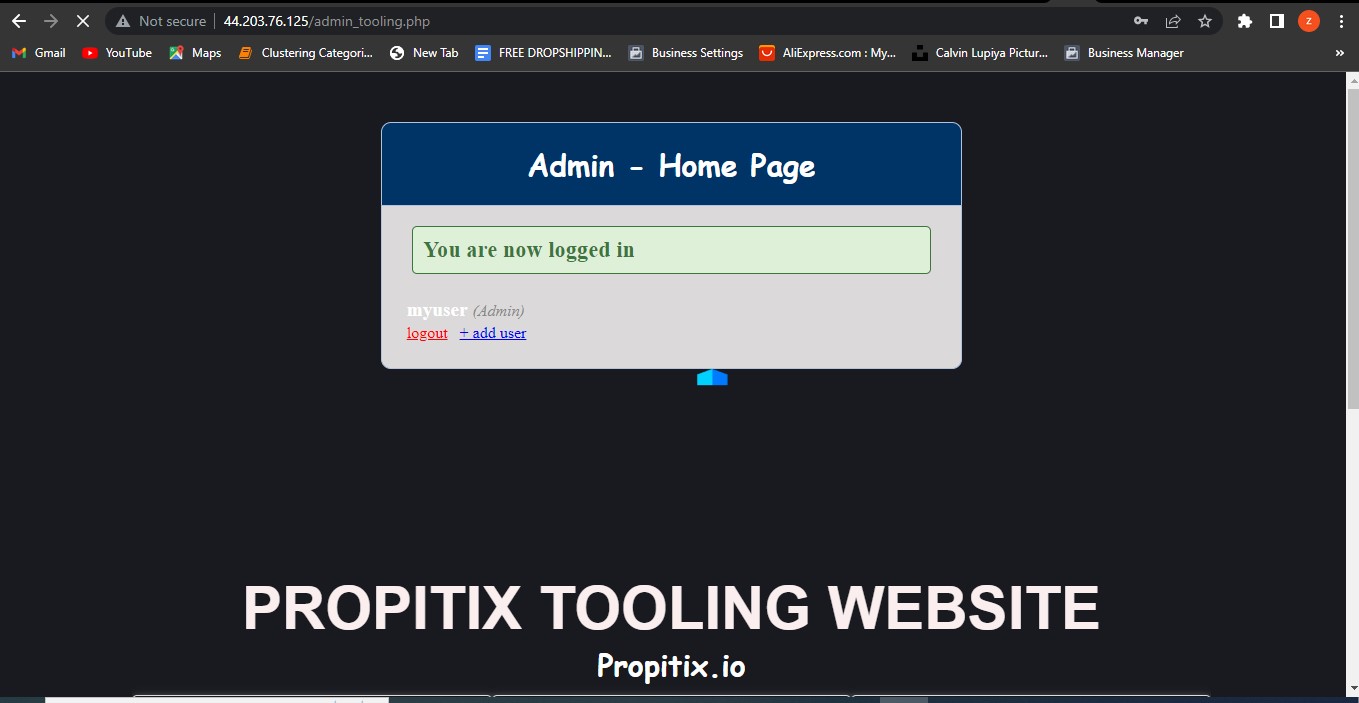 Not secure 44.203.76.125/admin_tooling.php
Z
Gmail YouTube Maps Clustering Categori... New Tab FREE DROPSHIPPIN... Business Settings AliExpress.com : My... Calvin Lupiya Pictur... Business Manager »
Admin - Home Page
You are now logged in
myuser (Admin)
logout + add user
PROPITIX TOOLING WEBSITE
Propitix.io